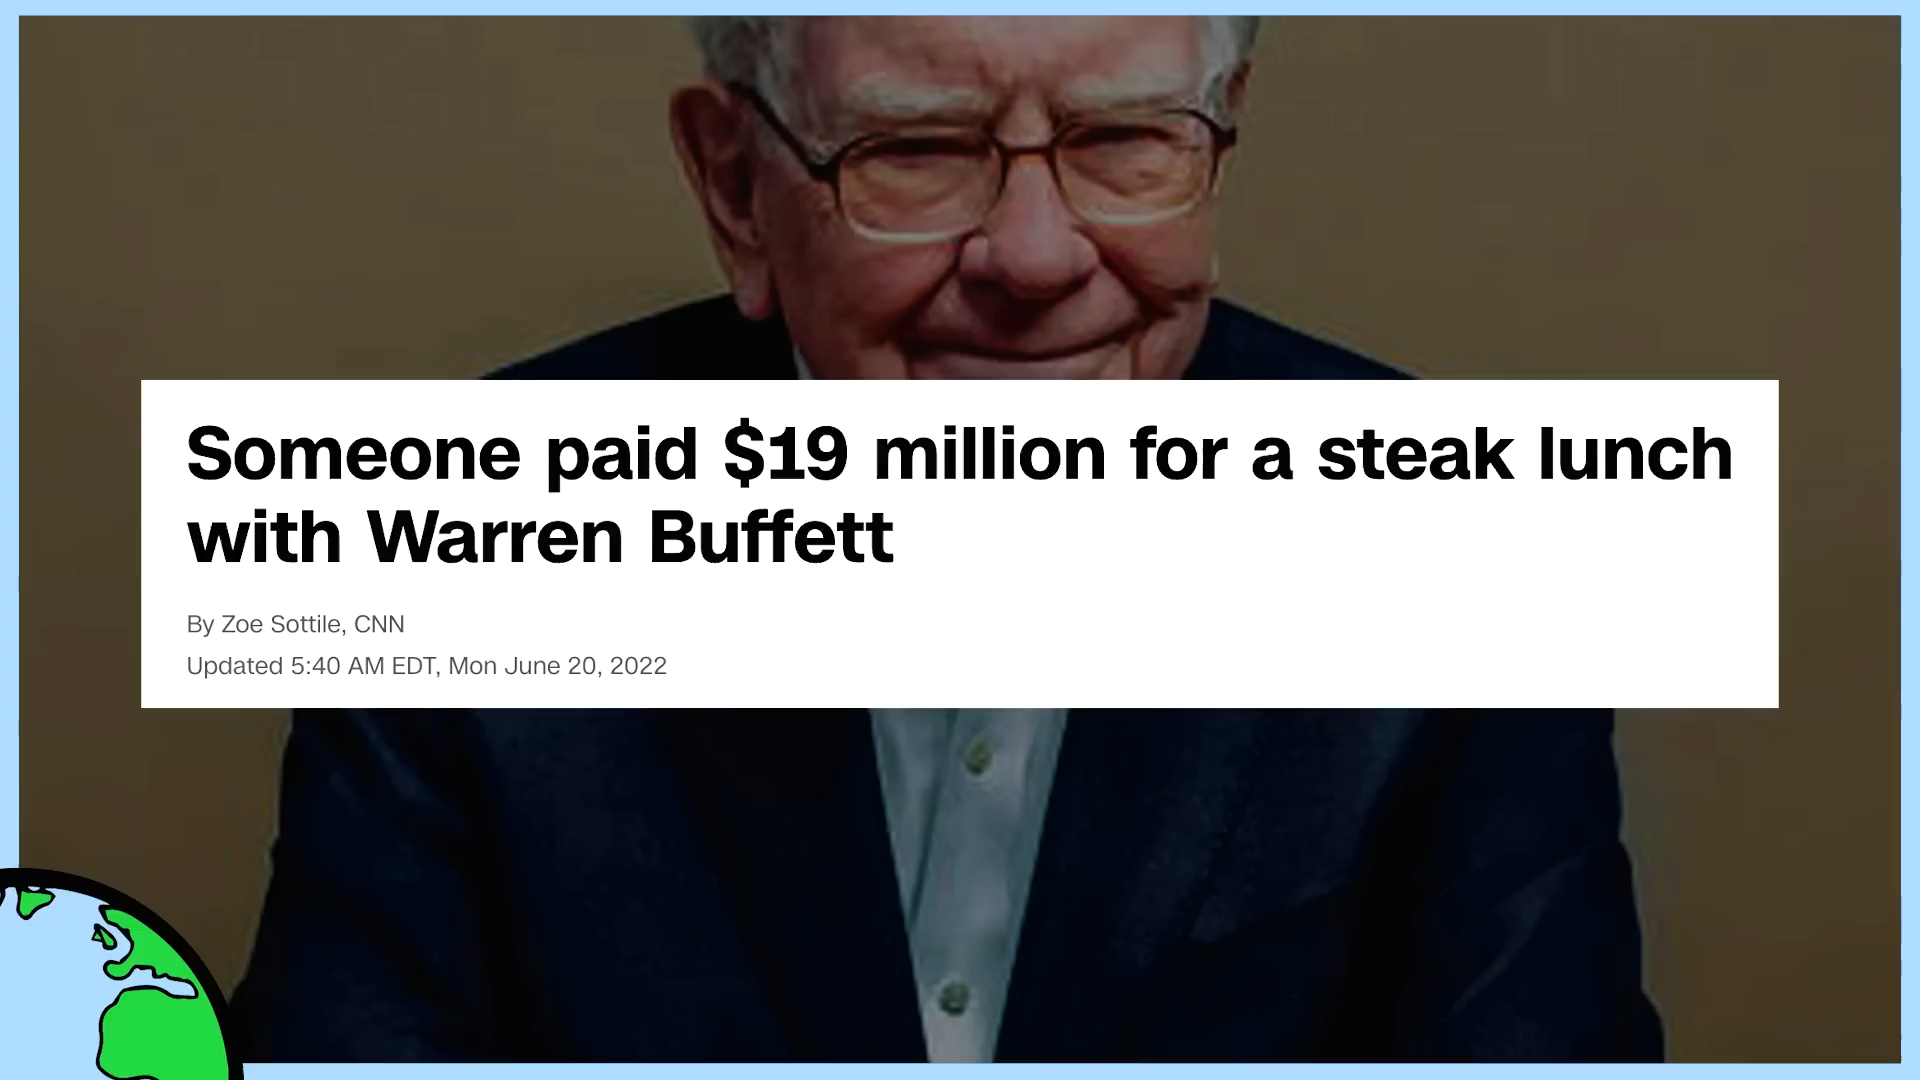 Someone paid $19 million for a steak lunch
with Warren Buffett
By Zoe Sottile, CNN
Updated 5:40 AM EDT, Mon June 20, 2022